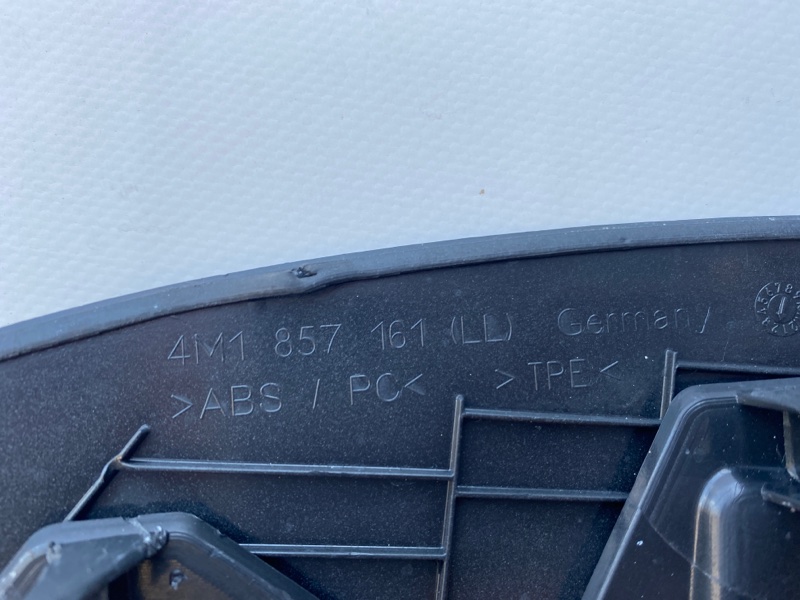 4M1 857 161 (LL) Germany
>ABS / PC< >TPE<